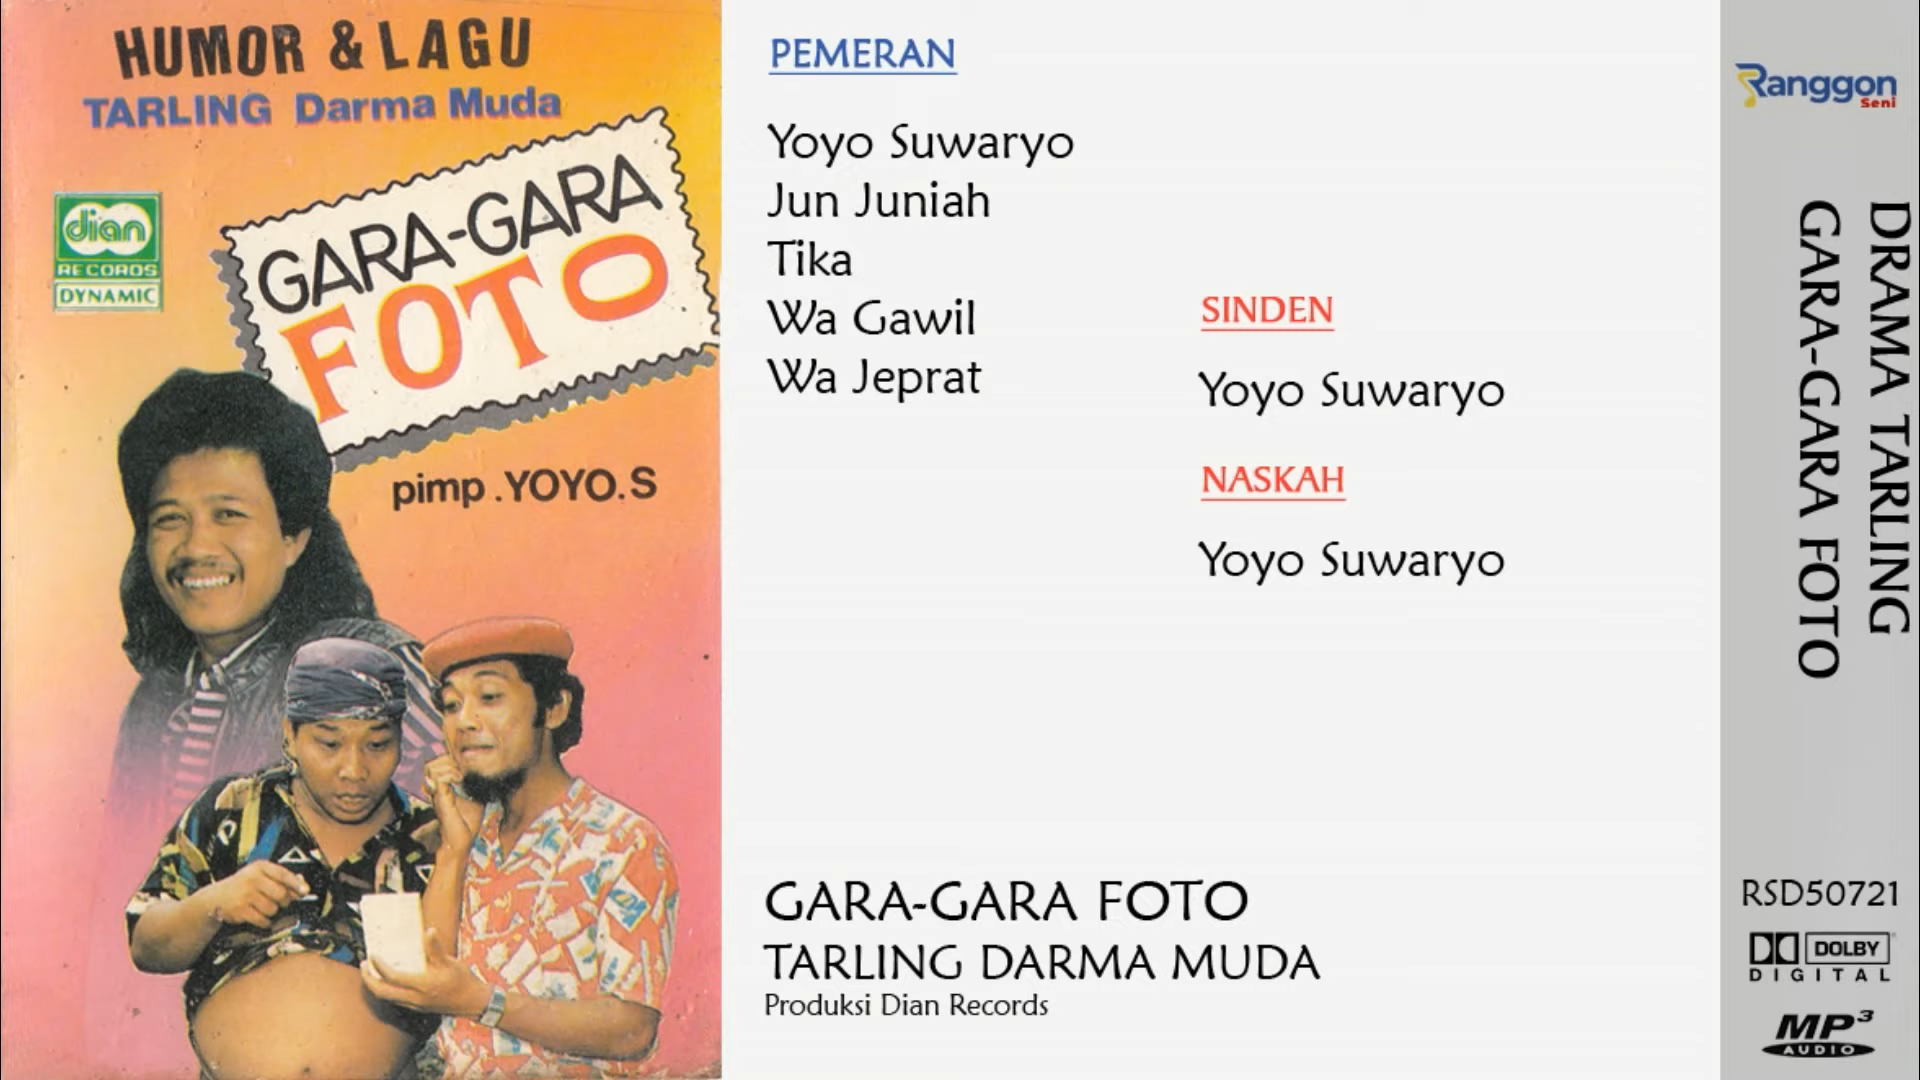 HUMOR & LAGU
TARLING Darma Muda
dian
RECORDS
DYNAMIC
GARA-GARA
FOTO
pimp.YOYO.S
PEMERAN
Yoyo Suwaryo
Jun Juniah
Tika
Wa Gawil
Wa Jeprat
SINDEN
Yoyo Suwaryo
NASKAH
Yoyo Suwaryo
GARA-GARA FOTO
TARLING DARMA MUDA
Produksi Dian Records
Ranggon
Seni
DRAMA TARLING
GARA-GARA FOTO
RSD50721
DOLBY
DIGITAL
MP3
AUDIO